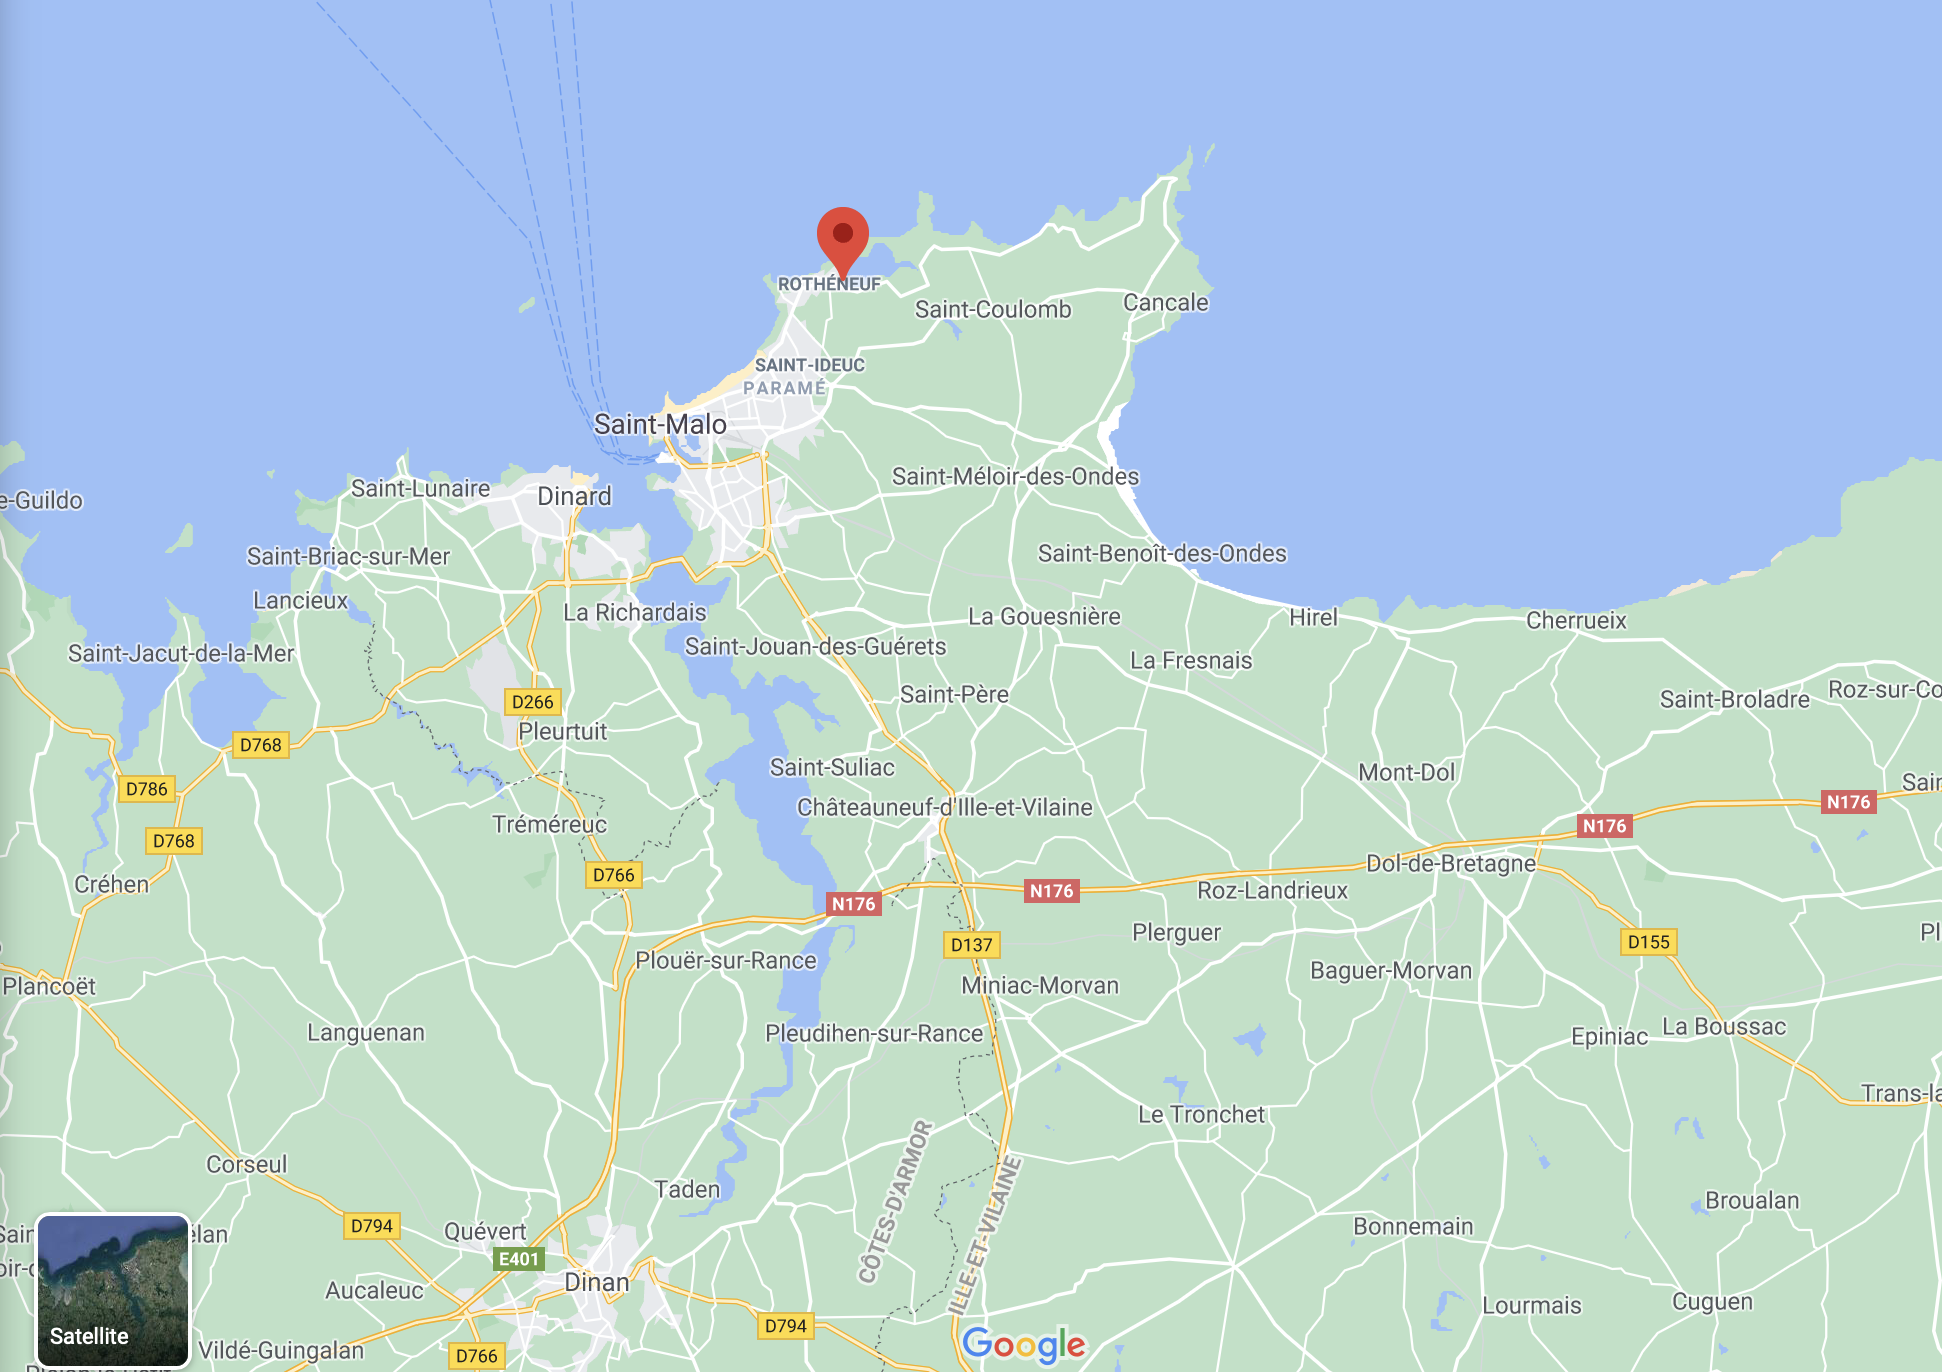 ROTHÉNEUF
Saint-Coulomb
Cancale
SAINT-IDEUC
PARAMÉ
Saint-Malo
Saint-Méloir-des-Ondes
Saint-Lunaire
Dinard
e-Guildo
Saint-Briac-sur-Mer
Saint-Benoît-des-Ondes
Lancieux
La Richardais
La Gouesnière
Hirel
Cherrueix
Saint-Jacut-de-la-Mer
Saint-Jouan-des-Guérets
La Fresnais
Saint-Père
Saint-Broladre
Roz-sur-Co
D266
Pleurtuit
D768
Saint-Suliac
Mont-Dol
Sain
D786
Châteauneuf-d'Ille-et-Vilaine
N176
N176
Tréméreuc
D768
Dol-de-Bretagne
D766
Créhen
N176
N176
Roz-Landrieux
Plerguer
Pl
D137
D155
Plouër-sur-Rance
Baguer-Morvan
Plancoët
Miniac-Morvan
Languenan
Pleudihen-sur-Rance
Epiniac
La Boussac
Trans-la
Le Tronchet
Corseul
Taden
CÔTES-D'ARMOR
ILLE-ET-VILAINE
Broualan
D794
Quévert
Bonnemain
Sain
élan
E401
oir-d
Dinan
Aucaleuc
Lourmais
Cuguen
D794
Satellite
Google
Vildé-Guingalan
D766